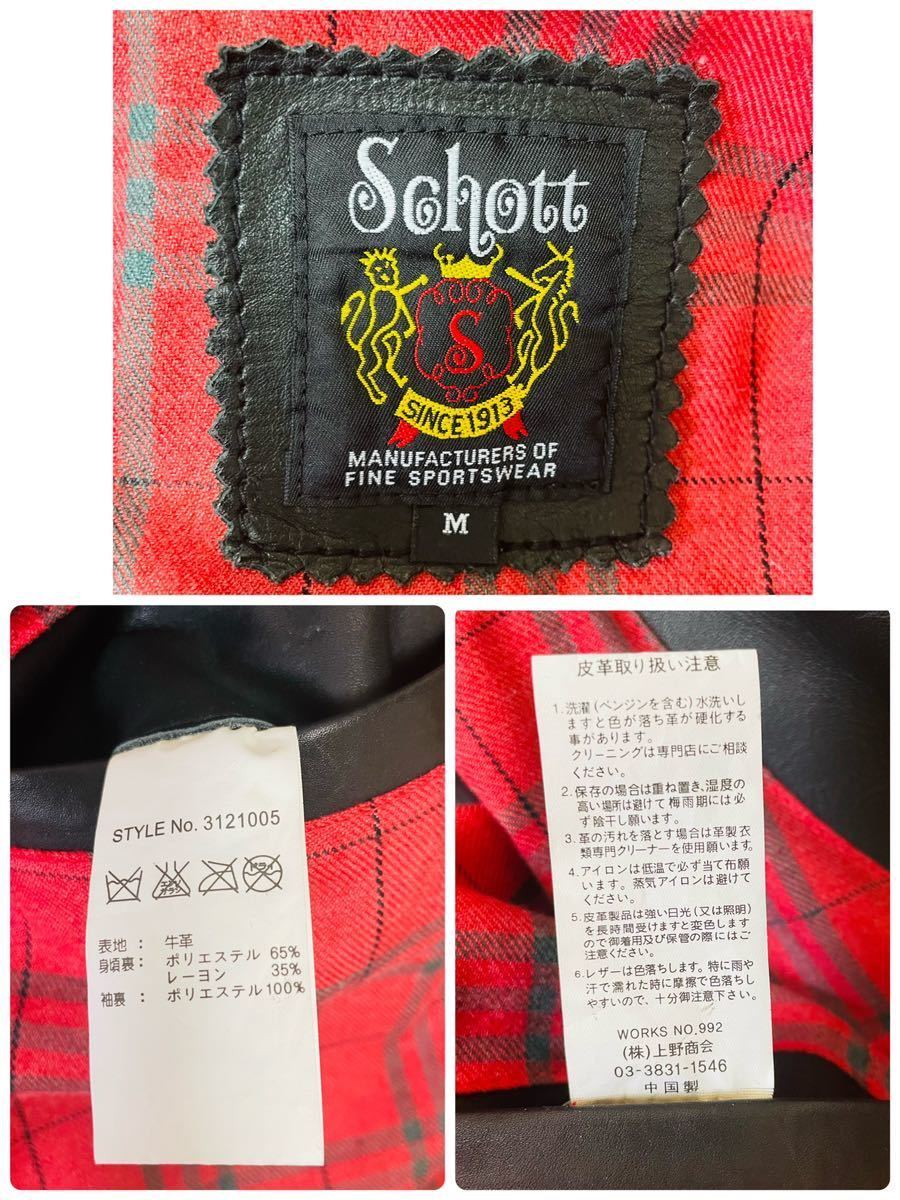 Schott
S
SINCE 1913
MANUFACTURERS OF
FINE SPORTSWEAR
M
STYLE No. 3121005
エンソ
サラシ
ドライ
表地 : 牛革
身頃裏 : ポリエステル 65%
レーヨン 35%
袖裏 : ポリエステル100%
皮革取り扱い注意
1.洗濯(ベンジンを含む)水洗いし
ますと色が落ち革が硬化する
事があります。
クリーニングは専門店にご相談
ください。
2.保存の場合は重ね置き、湿度の
高い場所は避けて梅雨期には必
ず陰干し願います。
3.革の汚れを落とす場合は革製衣
類専門クリーナーを使用願います。
4.アイロンは低温で必ず当て布願
います。蒸気アイロンは避けて
ください。
5.皮革製品は強い日光(又は照明)
を長時間受けますと変色します
ので御着用及び保管の際にはご
注意ください。
6.レザーは色落ちします。特に雨や
汗で濡れた時に摩擦で色落ちし
やすいので、十分御注意下さい。
WORKS NO.992
(株)上野商会
03-3831-1546
中国製